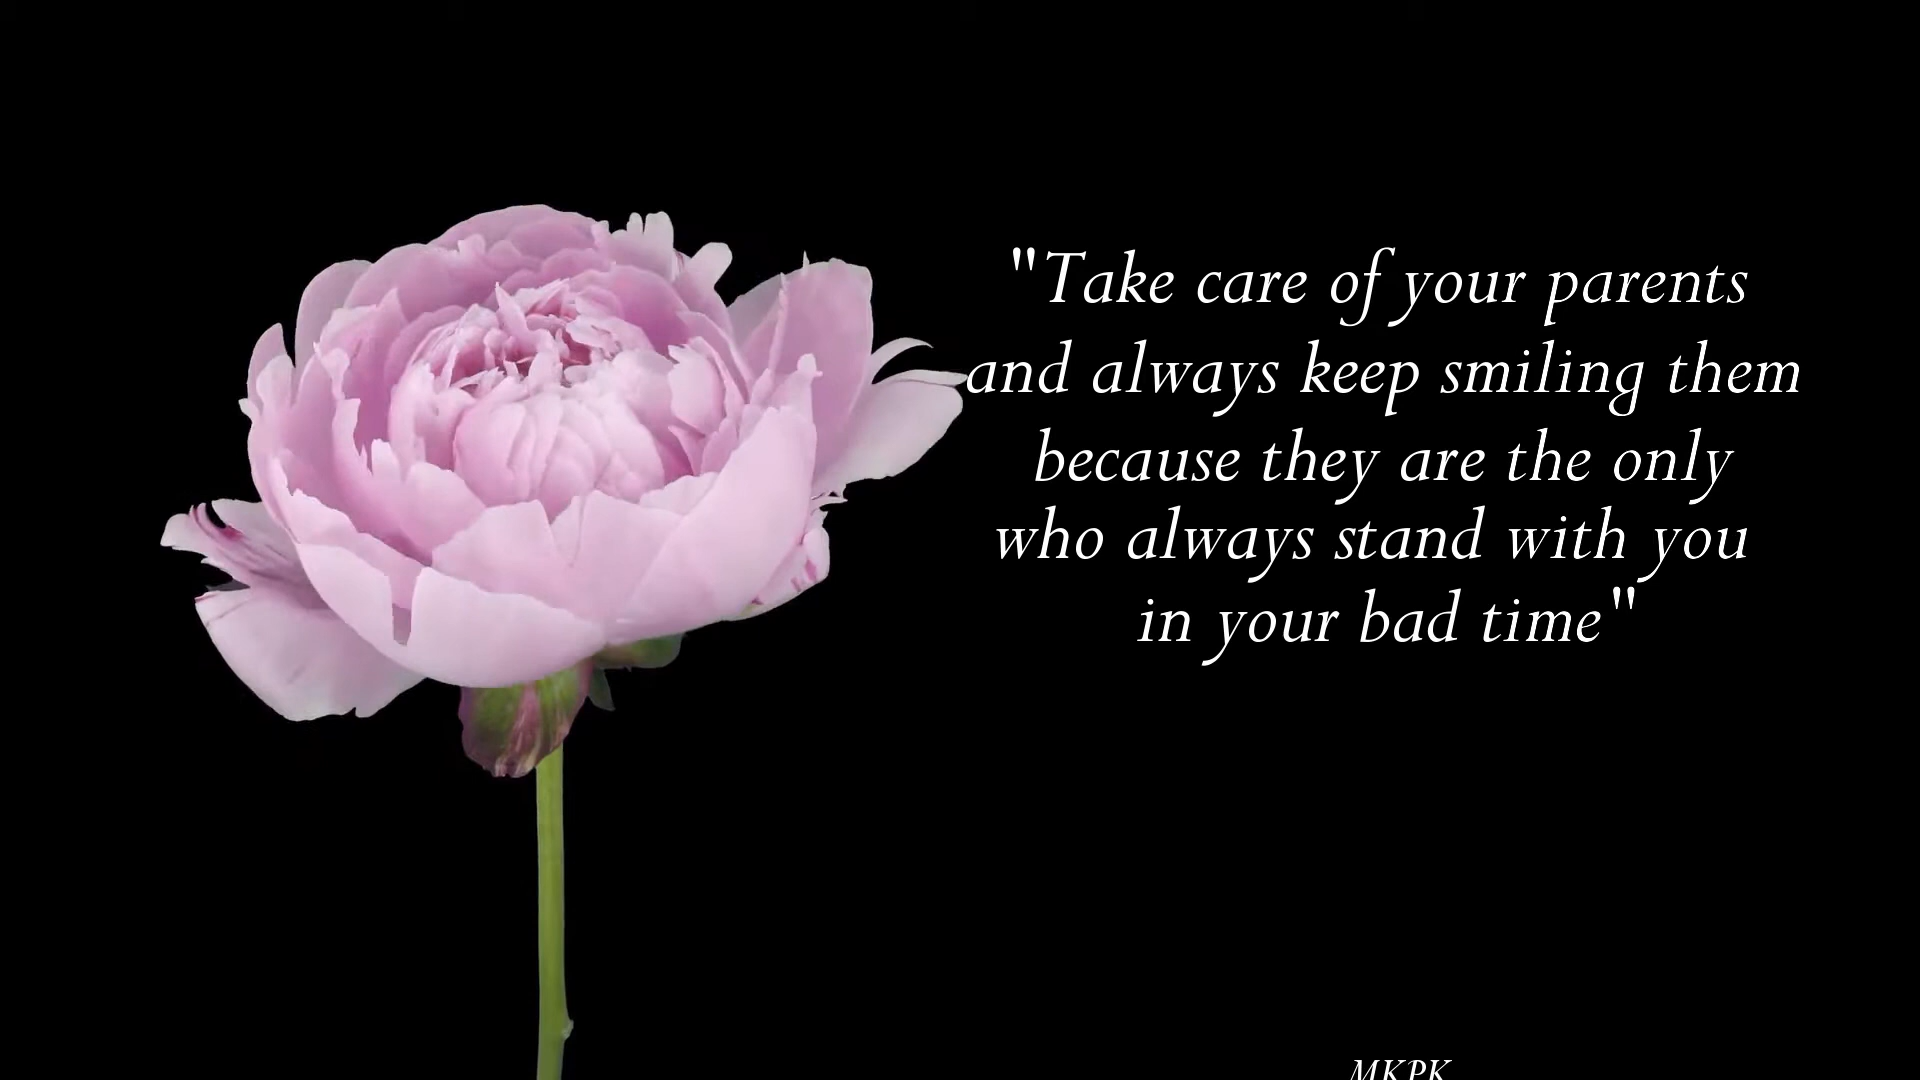 "Take care of your parents
and always keep smiling them
because they are the only
who always stand with you
in your bad time"
MKPK